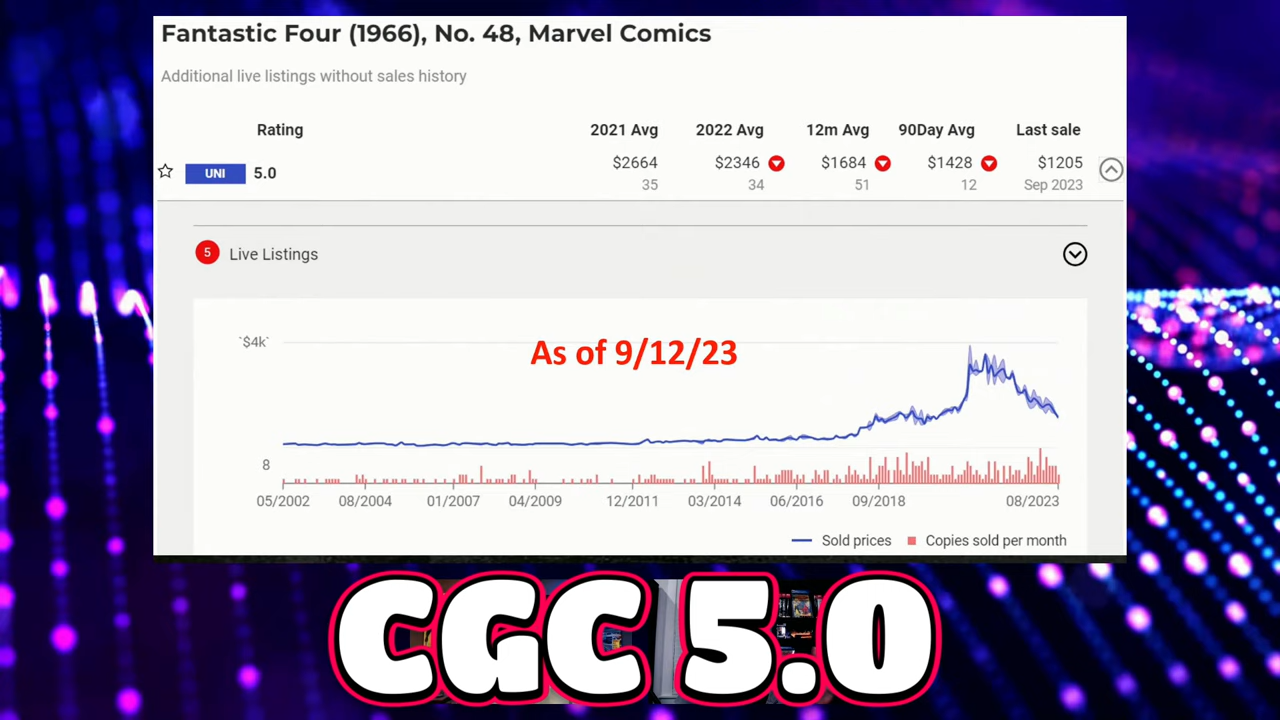 Fantastic Four (1966), No. 48, Marvel Comics
Additional live listings without sales history
Rating 2021 Avg 2022 Avg 12m Avg 90Day Avg Last sale
UNI 5.0 $2664 $2346 $1684 $1428 $1205
35 34 51 12 Sep 2023
5 Live Listings
`$4k`
As of 9/12/23
8
05/2002 08/2004 01/2007 04/2009 12/2011 03/2014 06/2016 09/2018 08/2023
Sold prices Copies sold per month
CGC 5.0